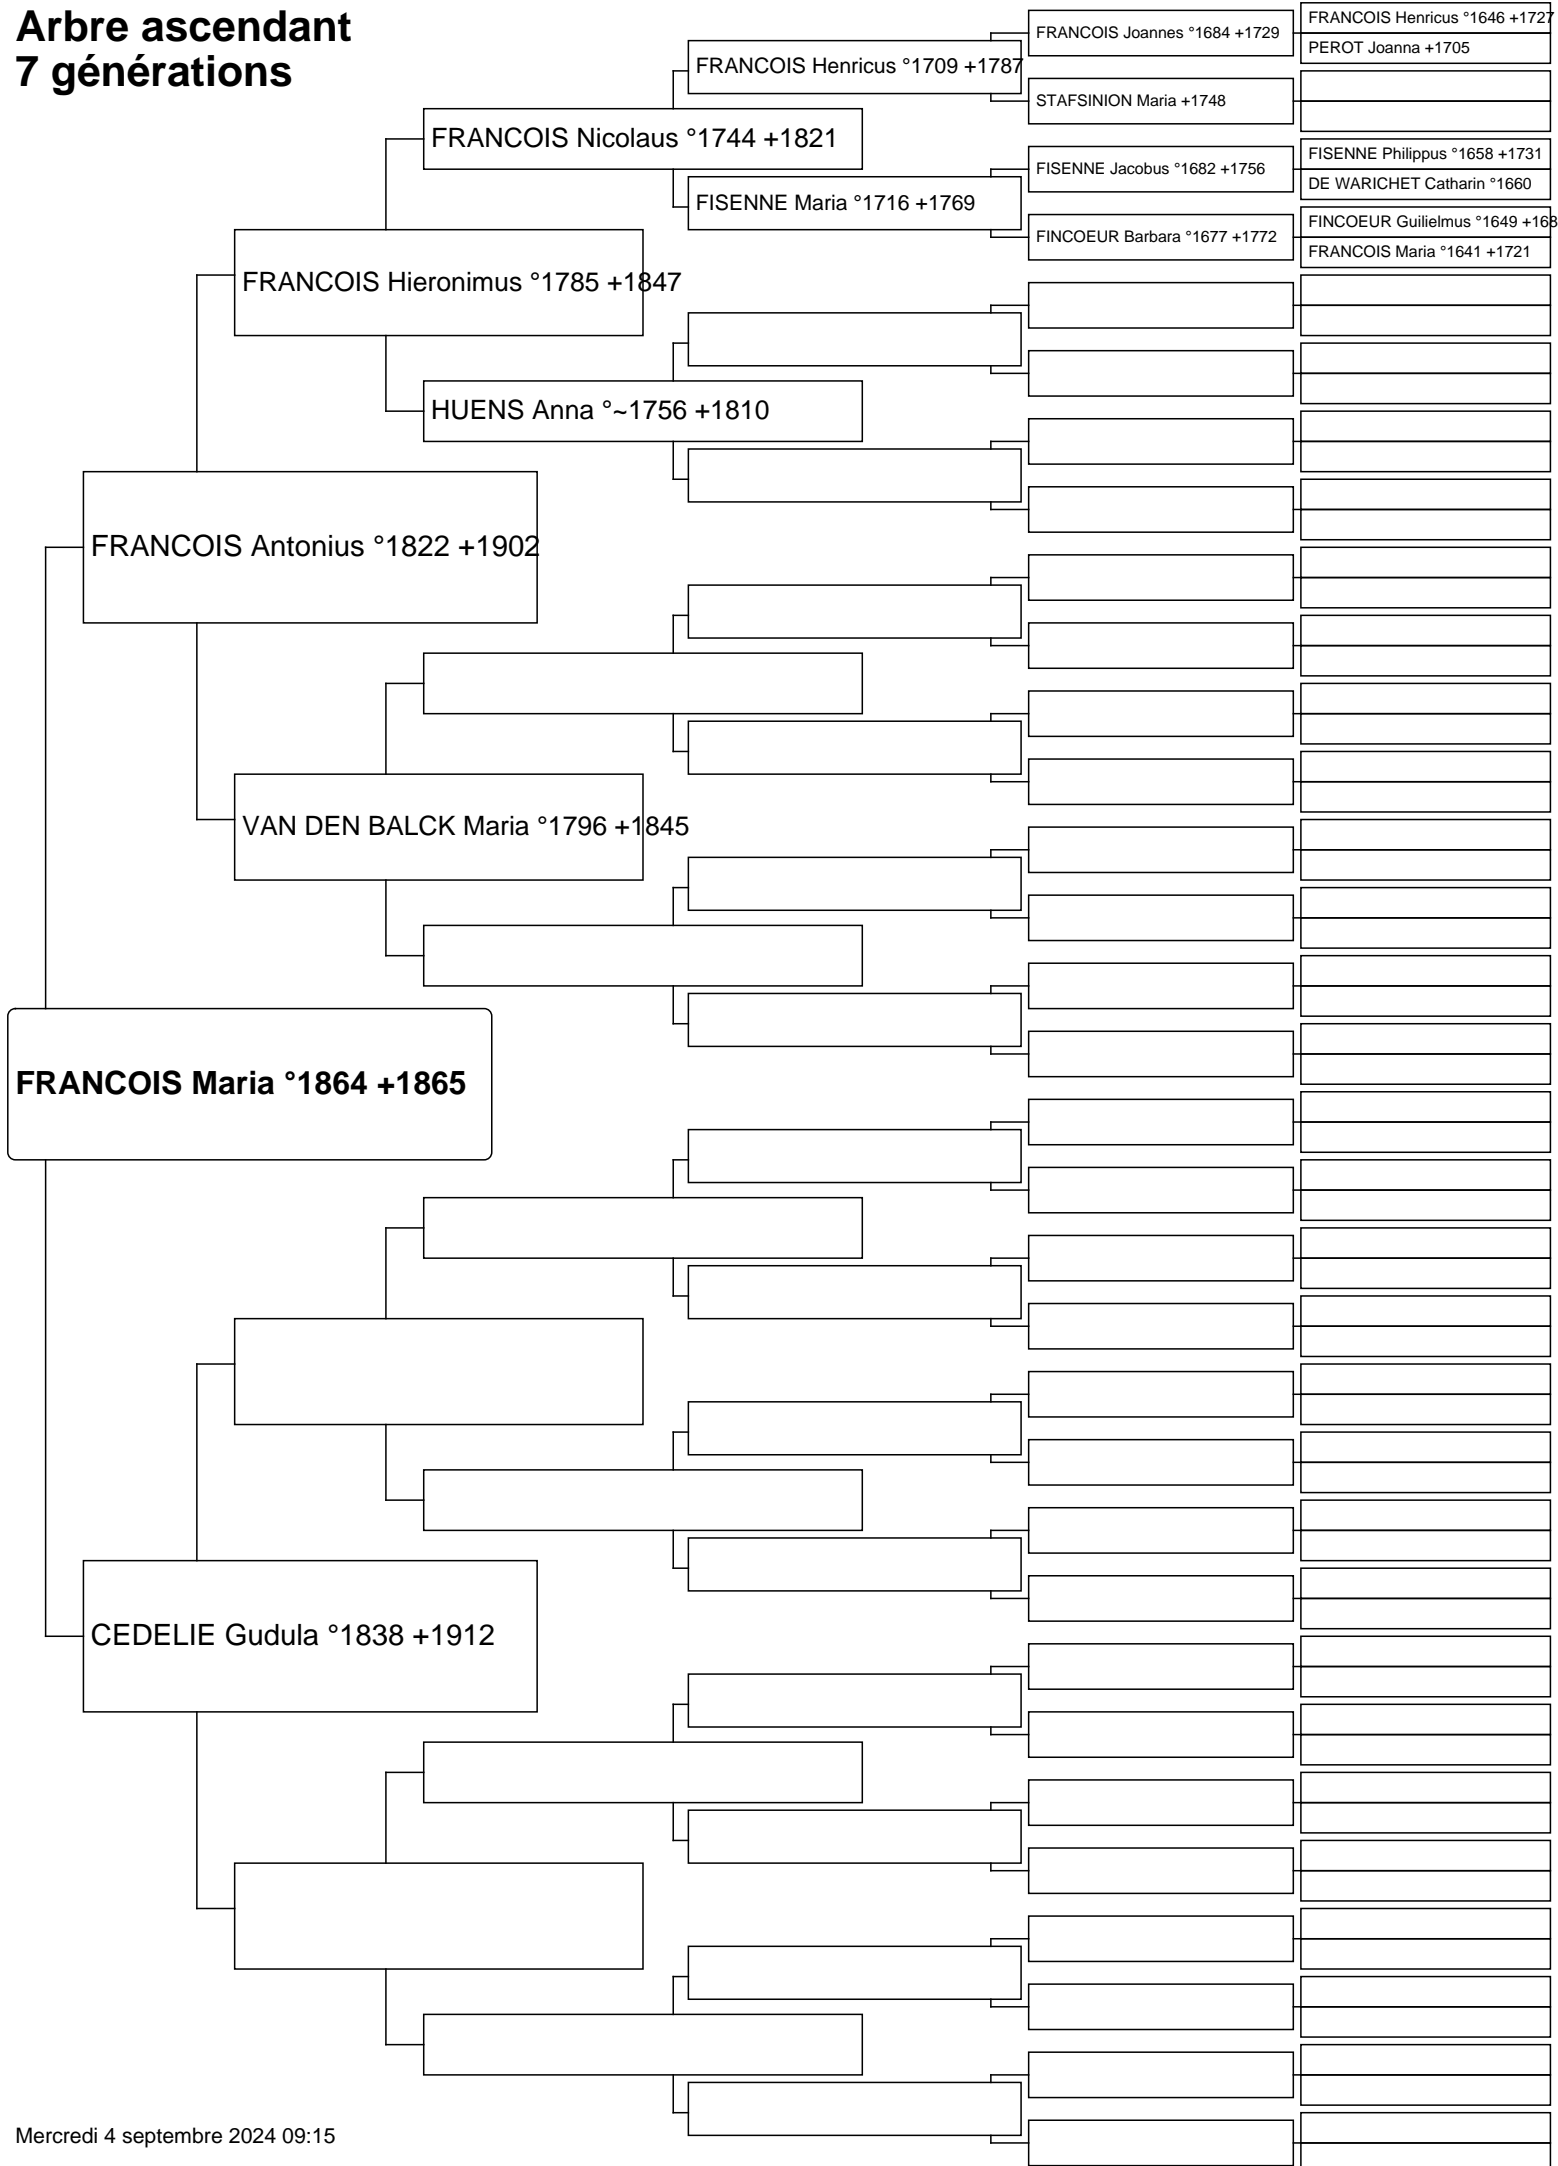 Arbre ascendant
7 générations
FRANCOIS Henricus °1646 +1727
FRANCOIS Joannes °1684 +1729
PEROT Joanna +1705
FRANCOIS Henricus °1709 +1787
STAFSINION Maria +1748
FRANCOIS Nicolaus °1744 +1821
FISENNE Philippus °1658 +1731
FISENNE Jacobus °1682 +1756
DE WARICHET Catharin °1660
FISENNE Maria °1716 +1769
FINCOEUR Guilielmus °1649 +168
FINCOEUR Barbara °1677 +1772
FRANCOIS Maria °1641 +1721
FRANCOIS Hieronimus °1785 +1847
HUENS Anna °~1756 +1810
FRANCOIS Antonius °1822 +1902
VAN DEN BALCK Maria °1796 +1845
FRANCOIS Maria °1864 +1865
CEDELIE Gudula °1838 +1912
Mercredi 4 septembre 2024 09:15